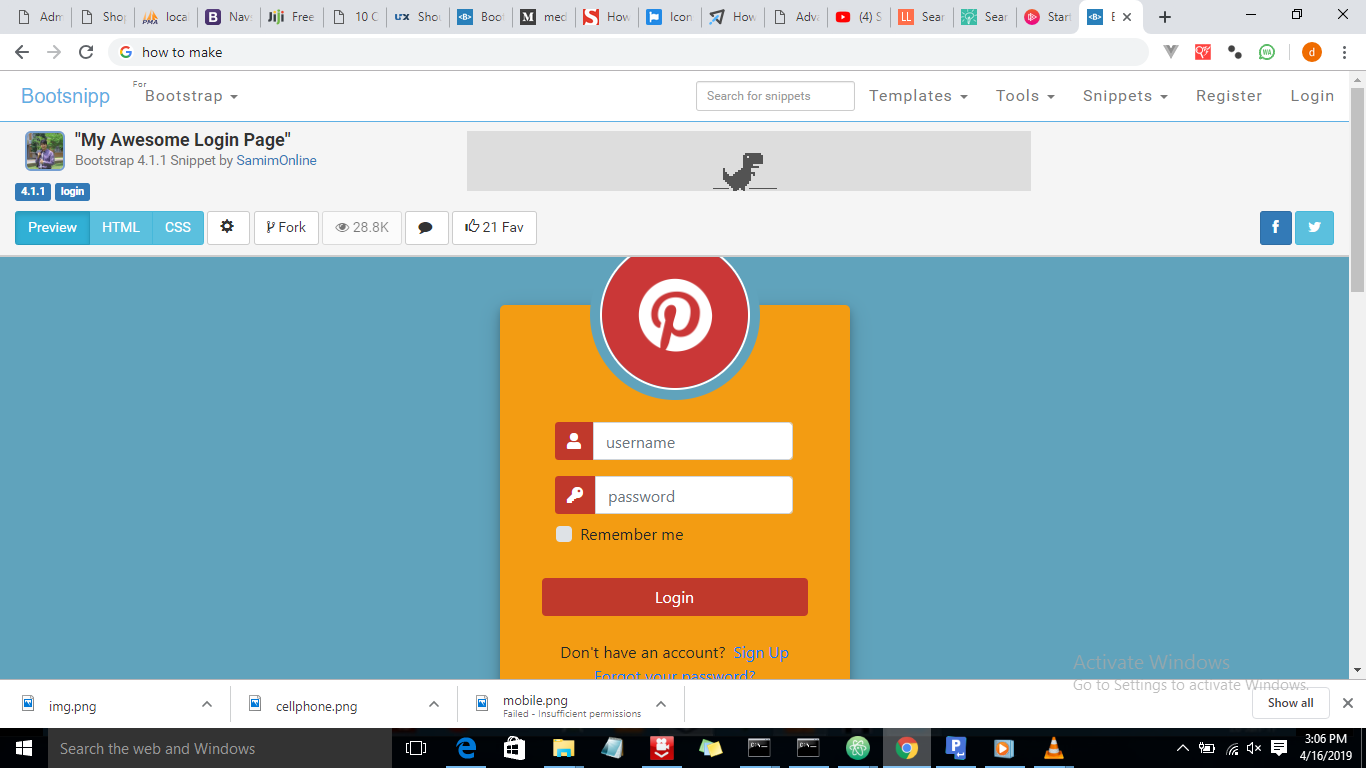 Adm
Shop
loca
Nav
Free
10 C
Shou
Boot
med
How
Icon
How
Adva
(4) S
Sear
Sear
Start
how to make
Bootsnipp
For
Bootstrap
Search for snippets
Templates
Tools
Snippets
Register
Login
"My Awesome Login Page"
Bootstrap 4.1.1 Snippet by SamimOnline
4.1.1 login
Preview HTML CSS Fork 28.8K 21 Fav
username
password
Remember me
Login
Don't have an account? Sign Up
Forgot your password?
Activate Windows
Go to Settings to activate Windows.
img.png
cellphone.png
mobile.png
Failed - Insufficient permissions
Show all
Search the web and Windows
3:06 PM
4/16/2019